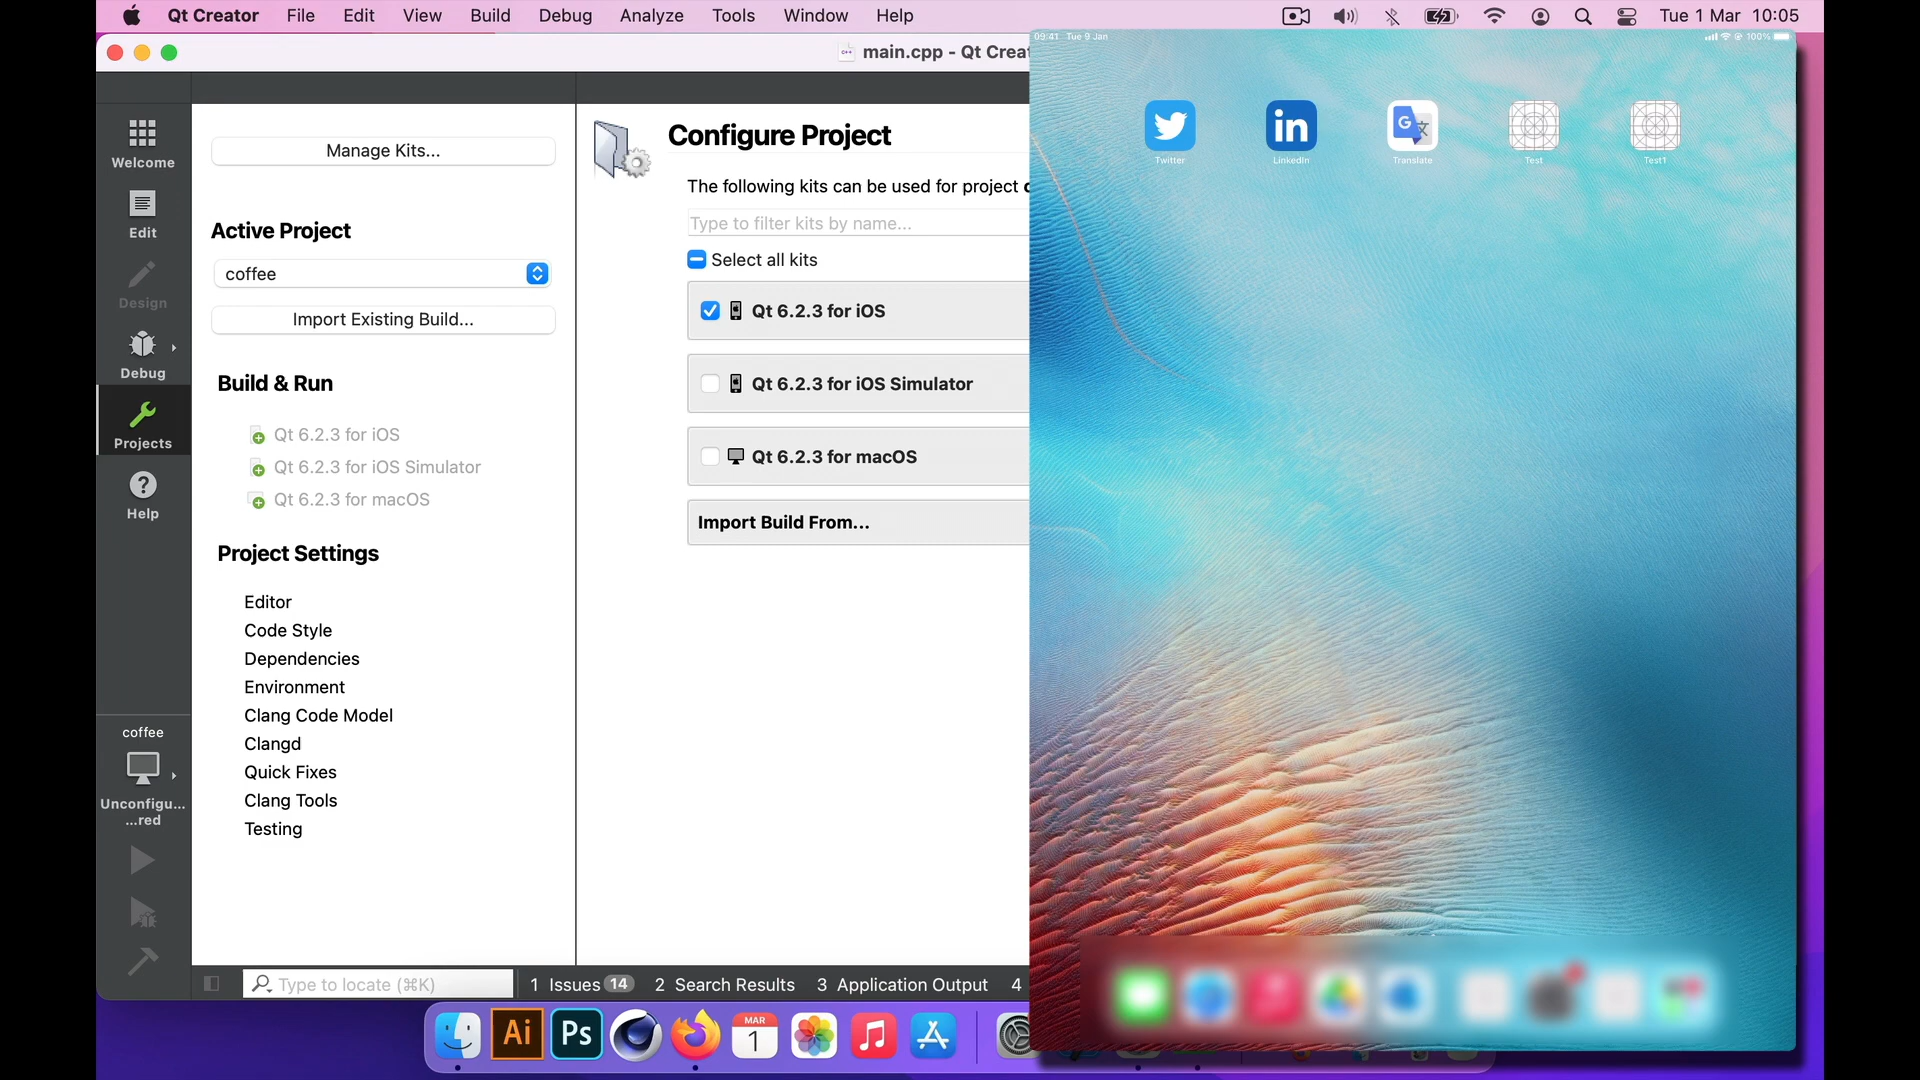 Qt Creator File Edit View Build Debug Analyze Tools Window Help Tue 1 Mar 10:05
main.cpp - Qt Creat
09:41 Tue 9 Jan 100%
Welcome
Edit
Design
Debug
Projects
Help
coffee
Unconfigu...
...red
Manage Kits...
Active Project
coffee
Import Existing Build...
Build & Run
Qt 6.2.3 for iOS
Qt 6.2.3 for iOS Simulator
Qt 6.2.3 for macOS
Project Settings
Editor
Code Style
Dependencies
Environment
Clang Code Model
Clangd
Quick Fixes
Clang Tools
Testing
Configure Project
The following kits can be used for project c
Type to filter kits by name...
Select all kits
Qt 6.2.3 for iOS
Qt 6.2.3 for iOS Simulator
Qt 6.2.3 for macOS
Import Build From...
Twitter
LinkedIn
Translate
Test
Test1
in
G
Type to locate (⌘K) 1 Issues 14 2 Search Results 3 Application Output 4
Ai
Ps
MAR
1